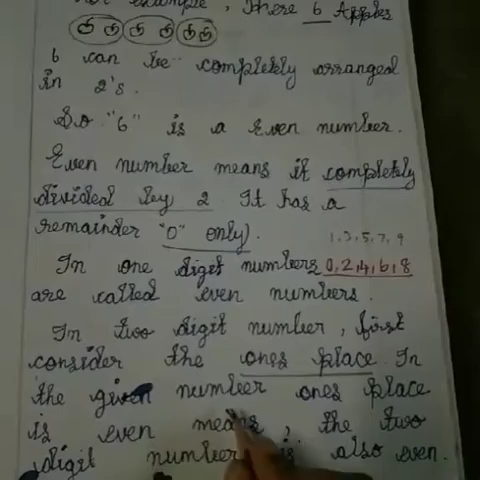 For example, There 6 Apples
6 can be completely arranged
in 2's.
So "6" is a Even number.
Even number means it completely
divided by 2. It has a
remainder "0" only).
1,3,5,7,9
In one digit numbers 0,2,4,6,8
are called even numbers.
In two digit number, first
consider the ones place. In
the given number ones place
is even means, the two
digit number is also even.